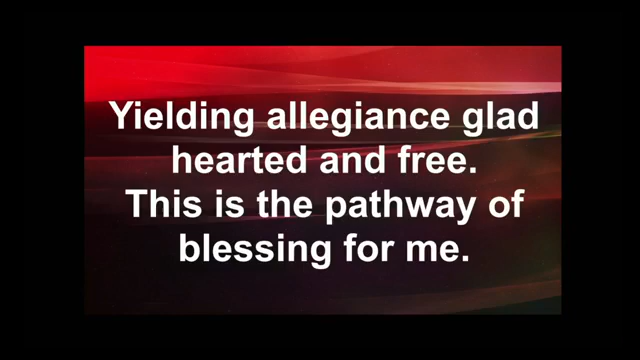 Yielding allegiance glad
hearted and free.
This is the pathway of
blessing for me.